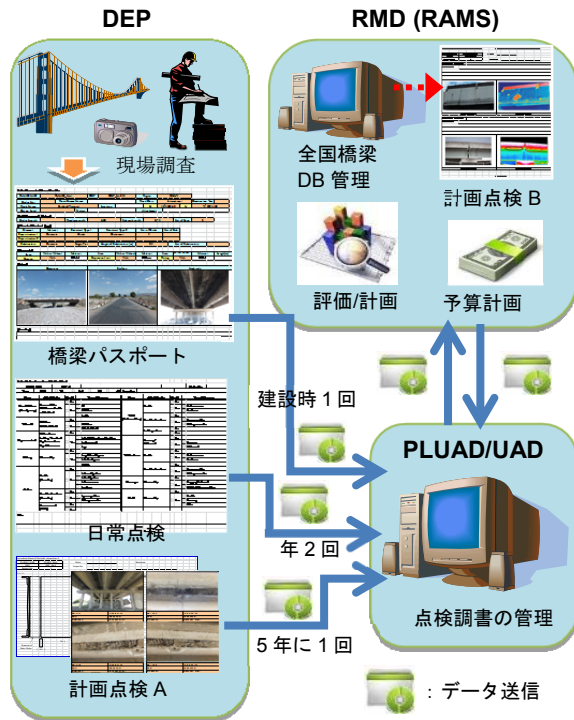 DEP
RMD (RAMS)
現場調査
全国橋梁
DB 管理
計画点検 B
評価/計画
予算計画
橋梁パスポート
建設時 1 回
PLUAD/UAD
日常点検
年 2 回
点検調書の管理
5 年に 1 回
計画点検 A
：データ送信